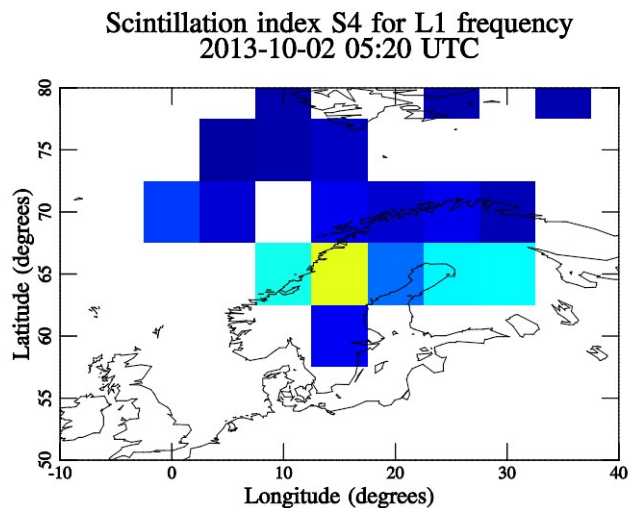 Scintillation index S4 for L1 frequency
2013-10-02 05:20 UTC
80
75
70
65
60
55
50
Latitude (degrees)
-10 0 10 20 30 40
Longitude (degrees)